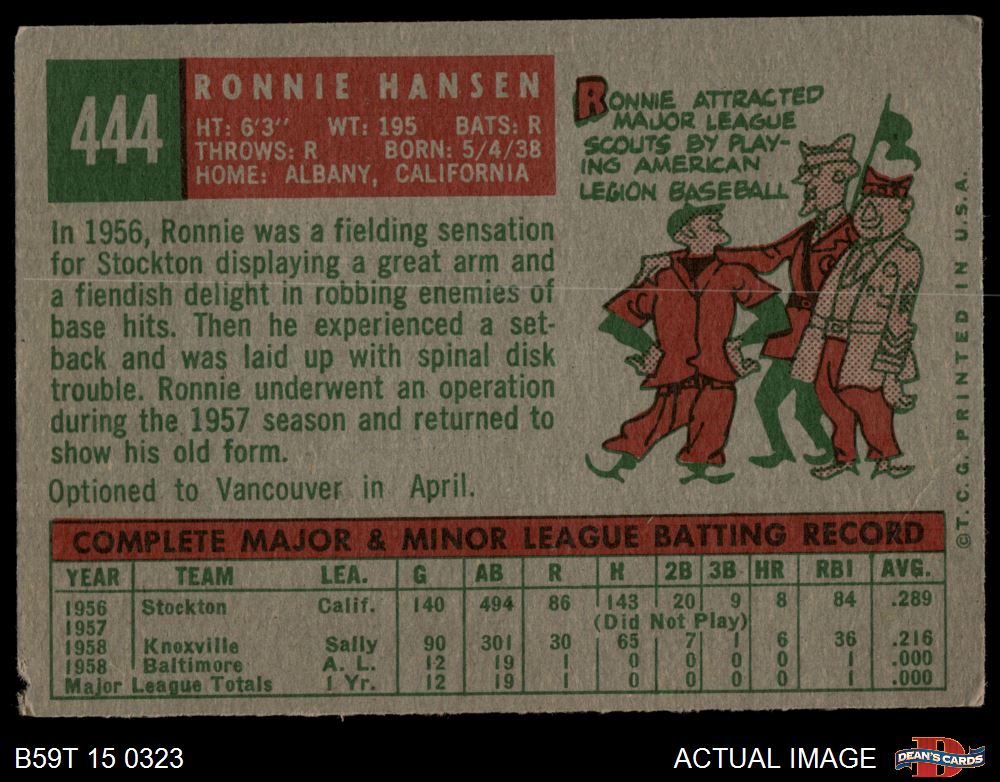 444
RONNIE HANSEN
HT: 6'3" WT: 195 BATS: R
THROWS: R BORN: 5/4/38
HOME: ALBANY, CALIFORNIA
RONNIE ATTRACTED
MAJOR LEAGUE
SCOUTS BY PLAY-
ING AMERICAN
LEGION BASEBALL
In 1956, Ronnie was a fielding sensation
for Stockton displaying a great arm and
a fiendish delight in robbing enemies of
base hits. Then he experienced a set-
back and was laid up with spinal disk
trouble. Ronnie underwent an operation
during the 1957 season and returned to
show his old form.
Optioned to Vancouver in April.
©T. C. G. PRINTED IN U.S.A.
COMPLETE MAJOR & MINOR LEAGUE BATTING RECORD
YEAR TEAM LEA. G AB R H 2B 3B HR RBI AVG.
1956 Stockton Calif. 140 494 86 143 20 9 8 84 .289
1957 (Did Not Play)
1958 Knoxville Sally 90 301 30 65 7 1 6 36 .216
1958 Baltimore A. L. 12 19 1 0 0 0 0 1 .000
Major League Totals 1 Yr. 12 19 1 0 0 0 0 1 .000
B59T 15 0323
ACTUAL IMAGE
D
DEAN'S CARDS